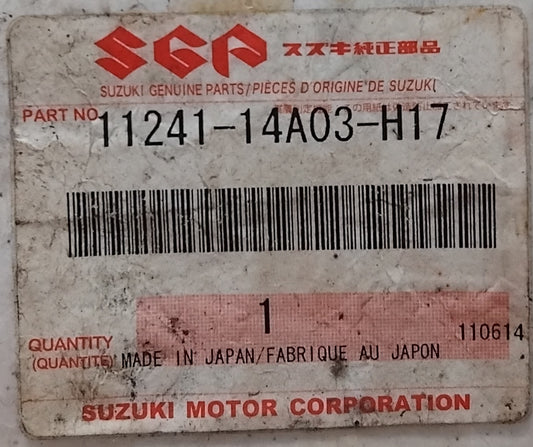 SGP スズキ純正部品
SUZUKI GENUINE PARTS/PIÈCES D'ORIGINE DE SUZUKI
PART NO.
11241-14A03-H17
1
QUANTITY
(QUANTITÉ)
110614
MADE IN JAPAN/FABRIQUE AU JAPON
SUZUKI MOTOR CORPORATION